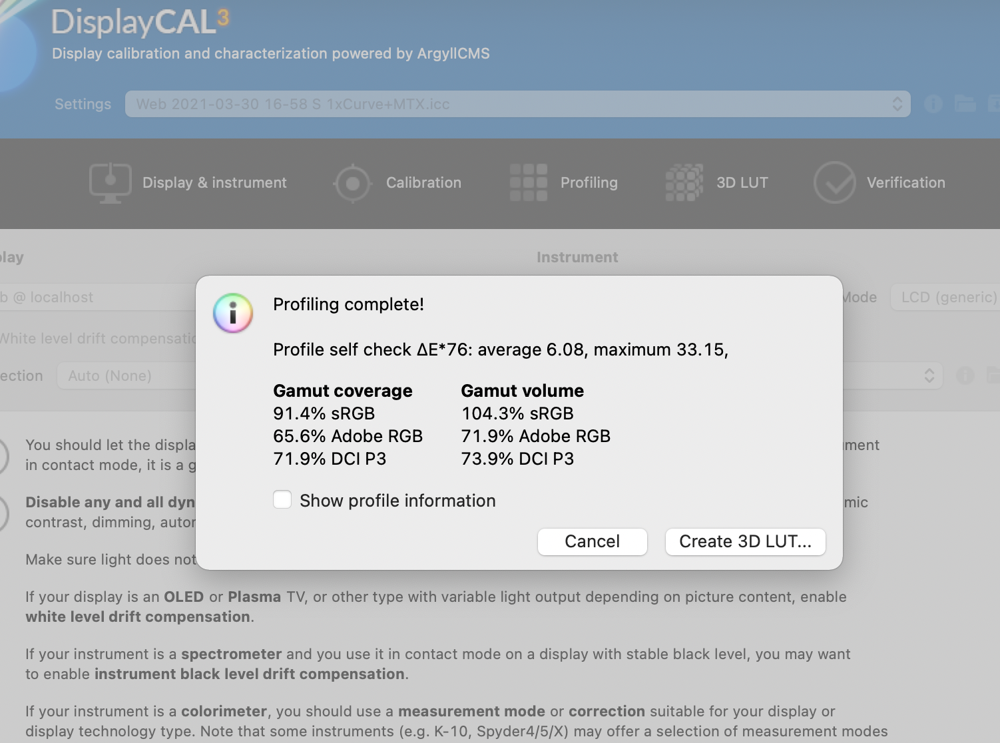 DisplayCAL3
Display calibration and characterization powered by ArgyllCMS
Settings Web 2021-03-30 16-58 S 1xCurve+MTX.icc
Display & instrument Calibration Profiling 3D LUT Verification
play Instrument
b @ localhost Mode LCD (generic)
White level drift compensatio
ection Auto (None)
Profiling complete!
Profile self check ΔE*76: average 6.08, maximum 33.15,
Gamut coverage Gamut volume
91.4% sRGB 104.3% sRGB
65.6% Adobe RGB 71.9% Adobe RGB
71.9% DCI P3 73.9% DCI P3
Show profile information
Cancel Create 3D LUT...
You should let the displa ment
in contact mode, it is a g
Disable any and all dyn mic
contrast, dimming, autor
Make sure light does not
If your display is an OLED or Plasma TV, or other type with variable light output depending on picture content, enable
white level drift compensation.
If your instrument is a spectrometer and you use it in contact mode on a display with stable black level, you may want
to enable instrument black level drift compensation.
If your instrument is a colorimeter, you should use a measurement mode or correction suitable for your display or
display technology type. Note that some instruments (e.g. K-10, Spyder4/5/X) may offer a selection of measurement modes